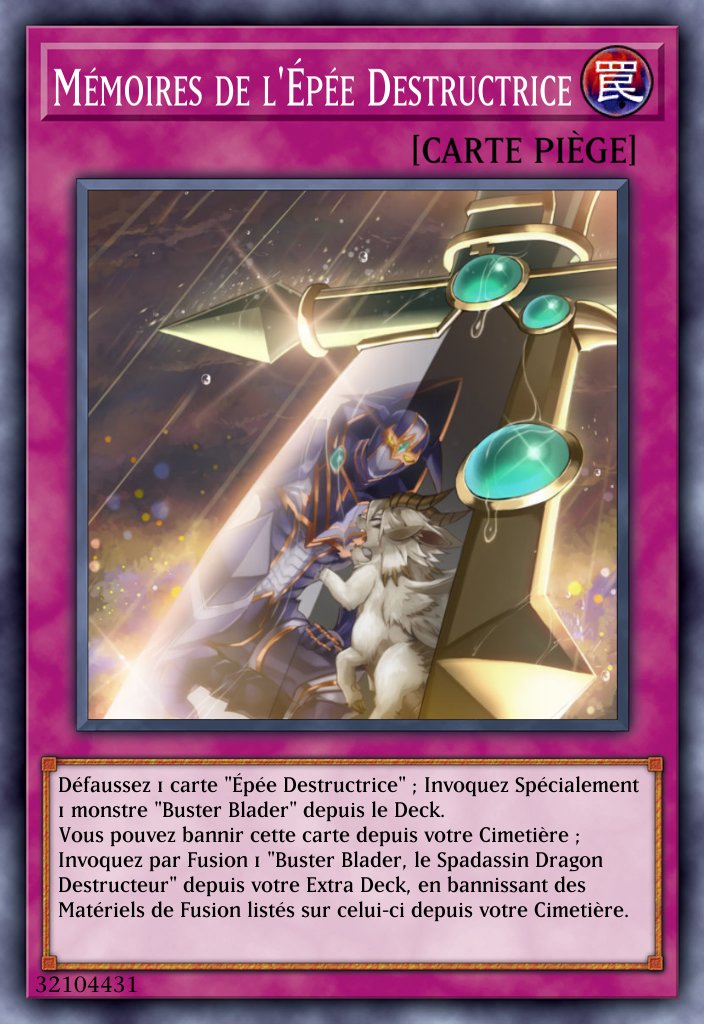 Mémoires de l'Épée Destructrice
罠
[CARTE PIÈGE]
Défaussez 1 carte "Épée Destructrice" ; Invoquez Spécialement
1 monstre "Buster Blader" depuis le Deck.
Vous pouvez bannir cette carte depuis votre Cimetière ;
Invoquez par Fusion 1 "Buster Blader, le Spadassin Dragon
Destructeur" depuis votre Extra Deck, en bannissant des
Matériels de Fusion listés sur celui-ci depuis votre Cimetière.
32104431